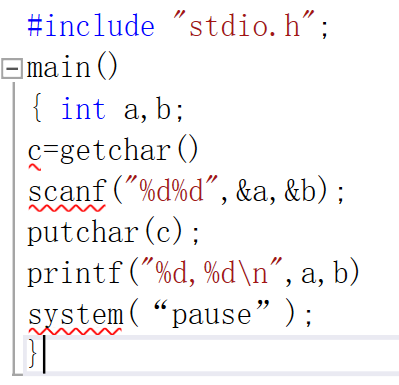 #include "stdio.h";
main()
{ int a,b;
c=getchar()
scanf("%d%d",&a,&b);
putchar(c);
printf("%d,%d\n",a,b)
system(“pause”);
}